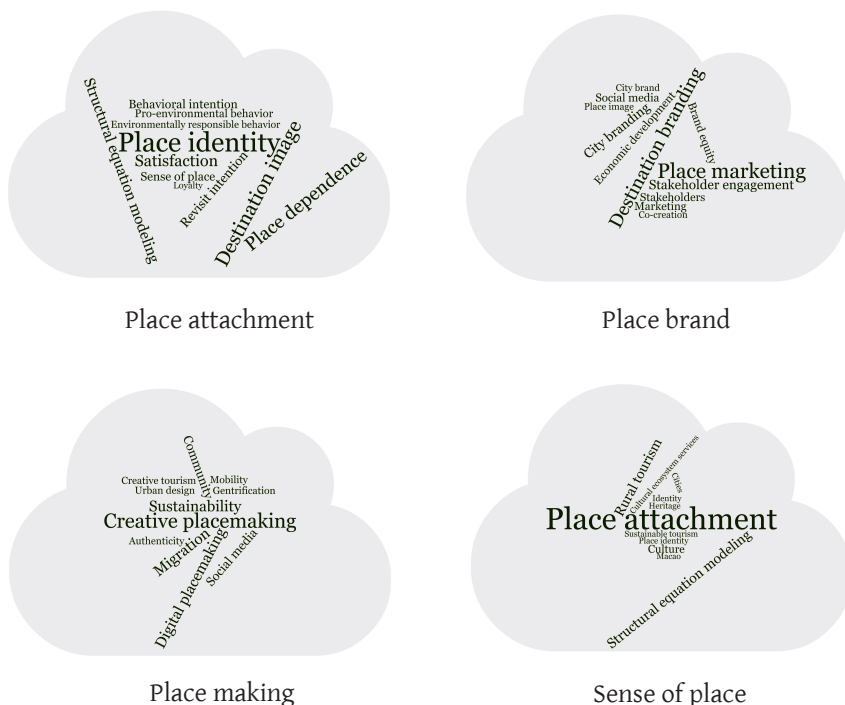 Structural equation modeling
Behavioral intention
Pro-environmental behavior
Environmentally responsible behavior
Place identity
Satisfaction
Sense of place
Loyalty
Revisit intention
Destination image
Place dependence
Place attachment
City brand
Social media
Place image
City branding
Economic development
Destination branding
Brand equity
Place marketing
Stakeholder engagement
Stakeholders
Marketing
Co-creation
Place brand
Community
Creative tourism
Mobility
Urban design
Gentrification
Sustainability
Creative placemaking
Authenticity
Migration
Digital placemaking
Social media
Place making
Rural tourism
Cultural ecosystem services
Cities
Identity
Heritage
Place attachment
Sustainable tourism
Place identity
Culture
Macao
Structural equation modeling
Sense of place